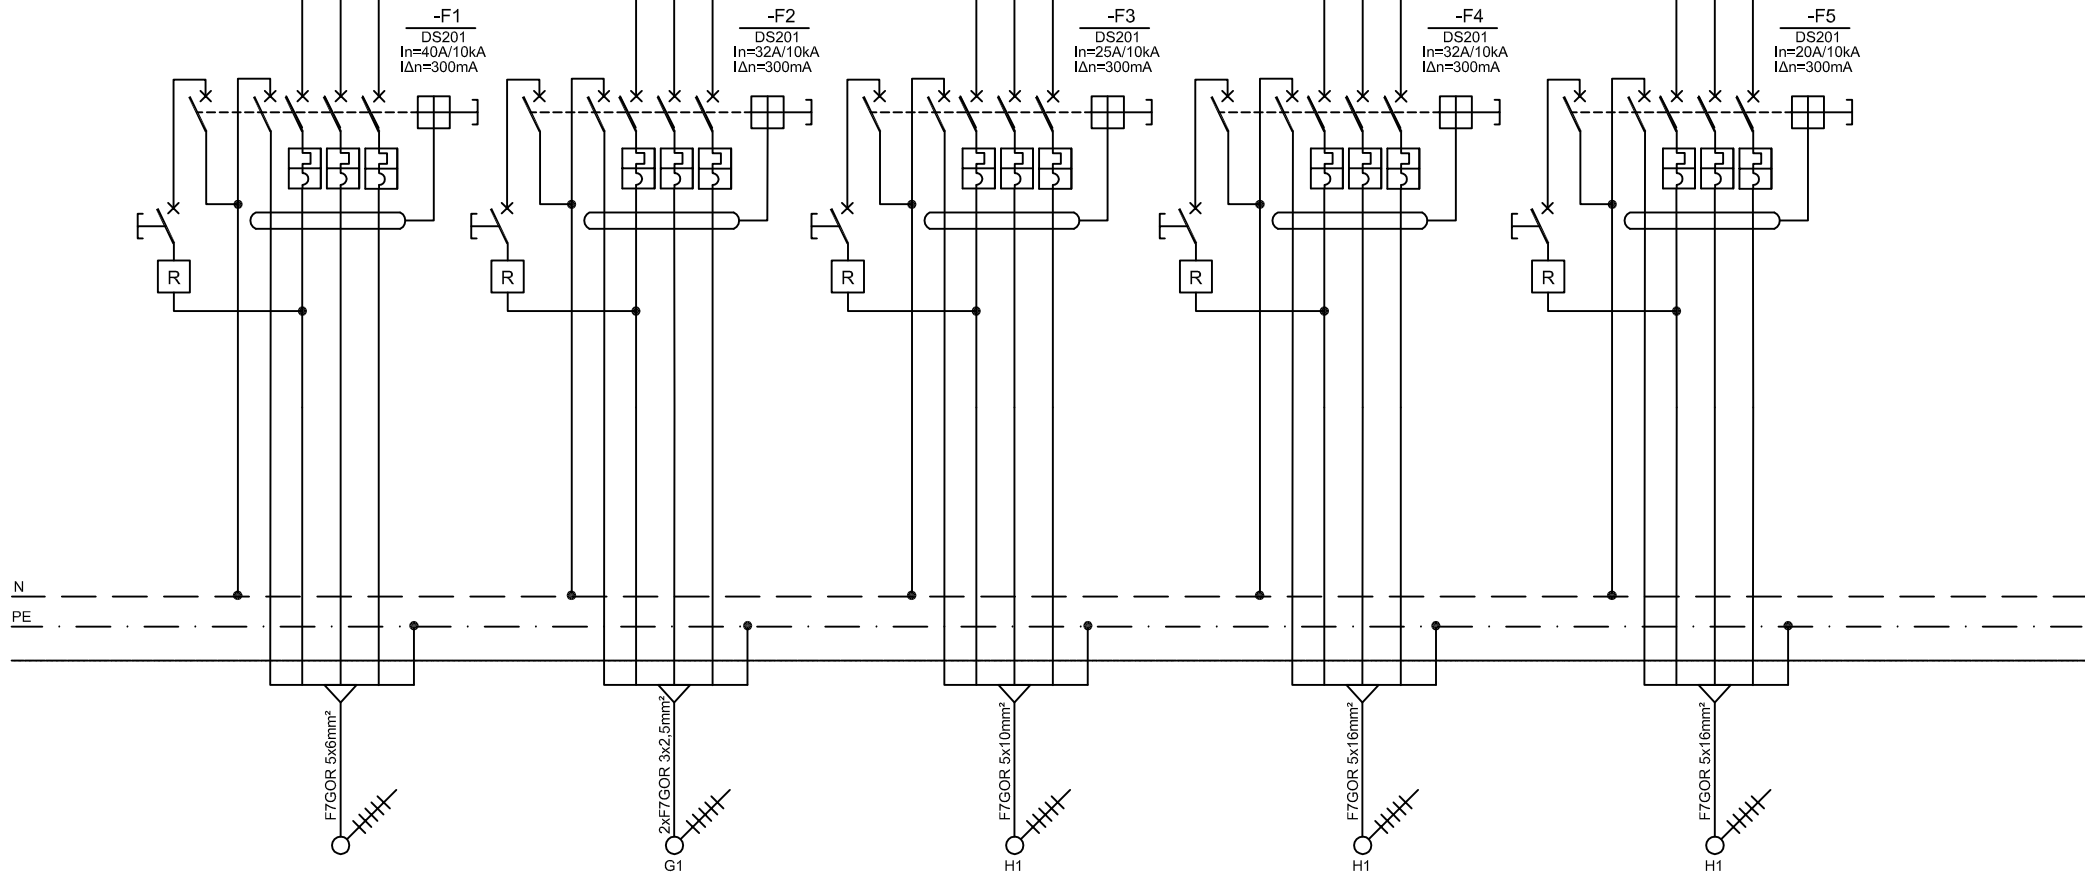 -F1
DS201
In=40A/10kA
IΔn=300mA
-F2
DS201
In=32A/10kA
IΔn=300mA
-F3
DS201
In=25A/10kA
IΔn=300mA
-F4
DS201
In=32A/10kA
IΔn=300mA
-F5
DS201
In=20A/10kA
IΔn=300mA
R
R
R
R
R
N
PE
F7GOR 5x6mm²
2xF7GOR 3x2,5mm²
F7GOR 5x10mm²
F7GOR 5x16mm²
F7GOR 5x16mm²
G1
H1
H1
H1